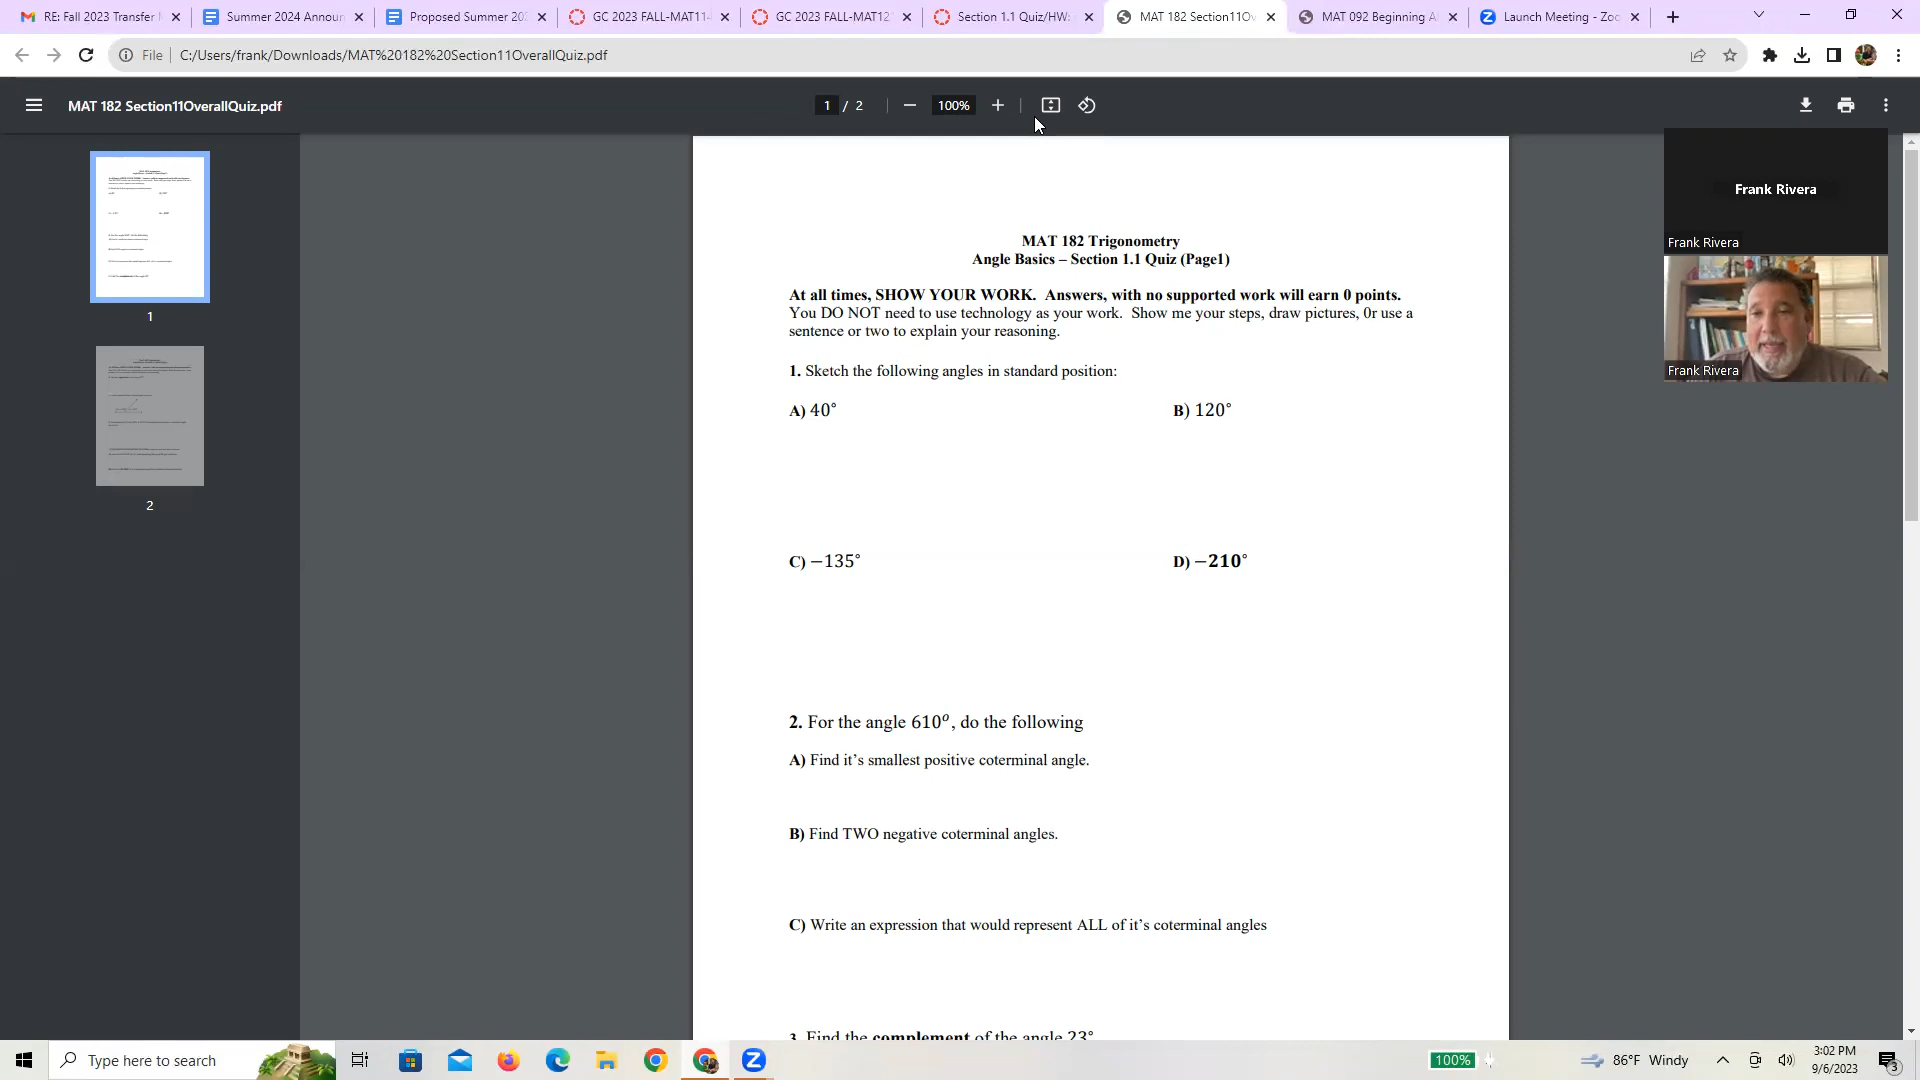 RE: Fall 2023 Transfer
Summer 2024 Announ
Proposed Summer 20
GC 2023 FALL-MAT11
GC 2023 FALL-MAT12
Section 1.1 Quiz/HW:
MAT 182 Section11Ov
MAT 092 Beginning A
Launch Meeting - Zoo
File
C:/Users/frank/Downloads/MAT%20182%20Section11OverallQuiz.pdf
MAT 182 Section11OverallQuiz.pdf
1 / 2
100%
1
2
Frank Rivera
Frank Rivera
Frank Rivera
MAT 182 Trigonometry
Angle Basics – Section 1.1 Quiz (Page1)
At all times, SHOW YOUR WORK. Answers, with no supported work will earn 0 points.
You DO NOT need to use technology as your work. Show me your steps, draw pictures, 0r use a
sentence or two to explain your reasoning.
1. Sketch the following angles in standard position:
A) 40°
B) 120°
C) −135°
D) −210°
2. For the angle 610°, do the following
A) Find it’s smallest positive coterminal angle.
B) Find TWO negative coterminal angles.
C) Write an expression that would represent ALL of it’s coterminal angles
3. Find the complement of the angle 23°
Type here to search
100%
86°F Windy
3:02 PM
9/6/2023
3